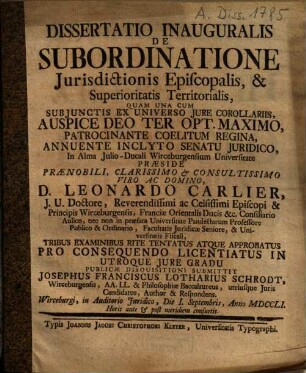 A. Diss. 1785
DISSERTATIO INAUGURALIS
DE
SUBORDINATIONE
Jurisdictionis Episcopalis, &
Superioritatis Territorialis,
QUAM UNA CUM
SUBJUNCTIS EX UNIVERSO JURE COROLLARIIS,
AUSPICE DEO TER OPT. MAXIMO,
PATROCINANTE COELITUM REGINA,
ANNUENTE INCLYTO SENATU JURIDICO,
In Alma Julio-Ducali Wirceburgensium Universitate
PRÆSIDE
PRÆNOBILI, CLARISSIMO & CONSULTISSIMO
VIRO AC DOMINO,
D. LEONARDO CARLIER,
J. U. Doctore, Reverendissimi ac Celsissimi Episcopi &
Principis Wirceburgensis, Franciæ Orientalis Ducis &c. Consiliario
Aulico, nec non in præfata Universitate Pandectarum Professore
Publico & Ordinario, Facultatis Juridicæ Seniore, & Uni-
versitatis Fiscali,
TRIBUS EXAMINIBUS RITE TENTATUS ATQUE APPROBATUS
PRO CONSEQUENDO LICENTIATUS IN
UTROQUE JURE GRADU
PUBLICÆ DISQUISITIONI SUBMITTIT
JOSEPHUS FRANCISCUS LOTHARIUS SCHRODT,
Wirceburgensis, AA. LL. & Philosophiæ Baccalaureus, utriusque Juris
Candidatus, Author & Respondens.
Wirceburgi, in Auditorio Juridico, Die I. Septembris, Anno MDCCLI.
Horis ante & post meridiem consuetis.
Typis JOANNIS JACOBI CHRISTOPHORI KLEYER, Universitatis Typographi.